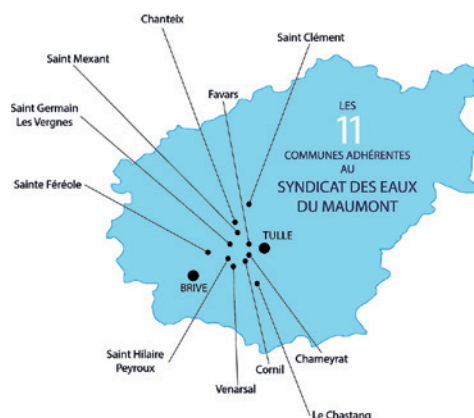 Chanteix
Saint Clément
Saint Mexant
Favars
Saint Germain
Les Vergnes
Sainte Féréole
LES
11
COMMUNES ADHÉRENTES
AU
SYNDICAT DES EAUX
DU MAUMONT
TULLE
BRIVE
Saint Hilaire
Peyroux
Venarsal
Cornil
Chameyrat
Le Chastang